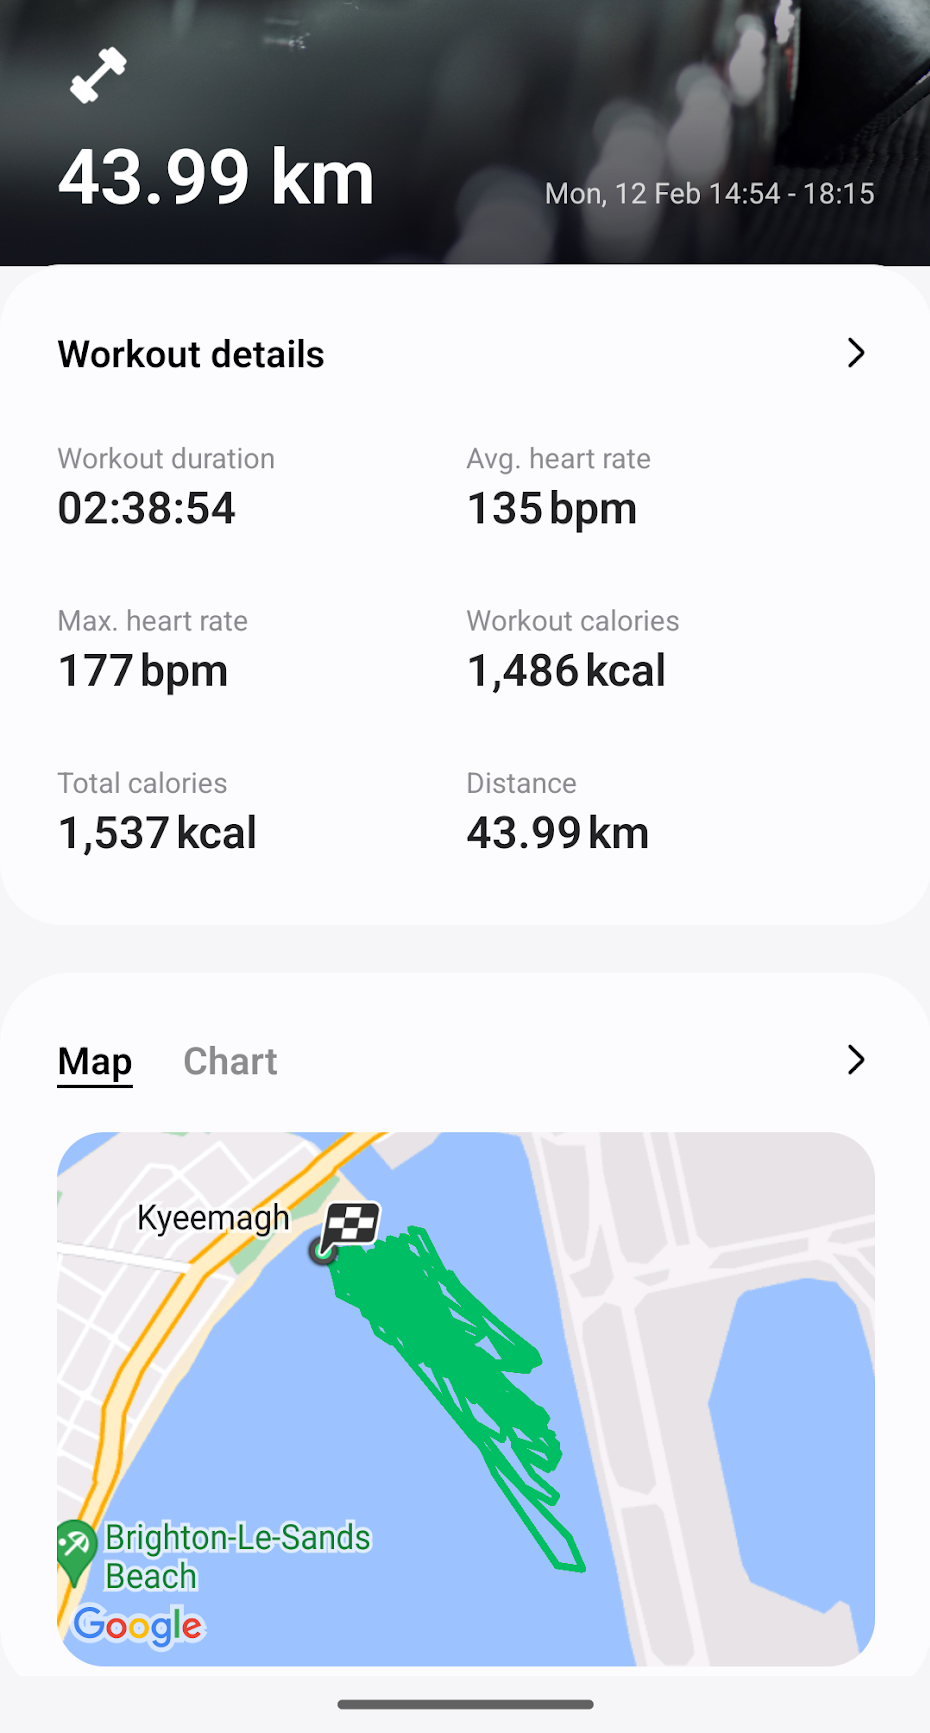 43.99 km
Mon, 12 Feb 14:54 - 18:15
Workout details
Workout duration
Avg. heart rate
02:38:54
135 bpm
Max. heart rate
Workout calories
177 bpm
1,486 kcal
Total calories
Distance
1,537 kcal
43.99 km
Map
Chart
Kyeemagh
Brighton-Le-Sands
Beach
Google